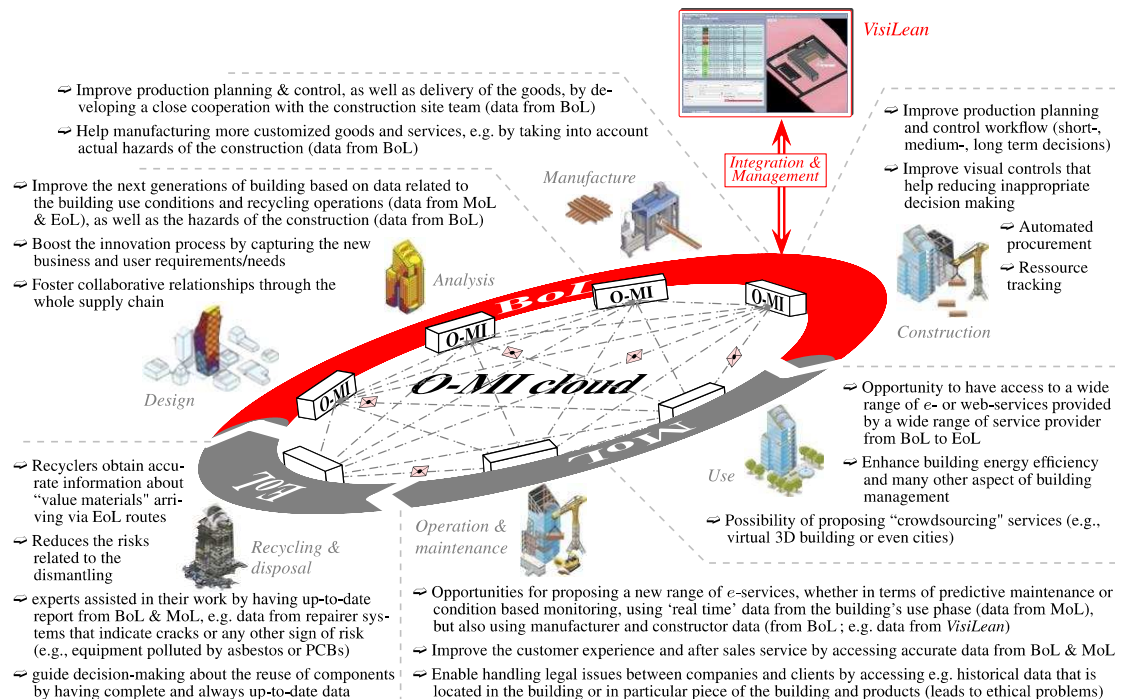 VisiLean
➫ Improve production planning & control, as well as delivery of the goods, by de-
veloping a close cooperation with the construction site team (data from BoL)
➫ Help manufacturing more customized goods and services, e.g. by taking into account
actual hazards of the construction (data from BoL)
➫ Improve production planning
and control workflow (short-,
medium-, long term decisions)
➫ Improve visual controls that
help reducing inappropriate
decision making
➫ Automated
procurement
➫ Ressource
tracking
Integration &
Management
Manufacture
➫ Improve the next generations of building based on data related to
the building use conditions and recycling operations (data from MoL
& EoL), as well as the hazards of the construction (data from BoL)
➫ Boost the innovation process by capturing the new
business and user requirements/needs
➫ Foster collaborative relationships through the
whole supply chain
Analysis
Construction
Design
BoL
O-MI
O-MI
O-MI
O-MI
O-MI cloud
MoL
EoL
➫ Opportunity to have access to a wide
range of e- or web-services provided
by a wide range of service provider
from BoL to EoL
➫ Enhance building energy efficiency
and many other aspect of building
management
➫ Possibility of proposing “crowdsourcing" services (e.g.,
virtual 3D building or even cities)
Use
➫ Recyclers obtain accu-
rate information about
“value materials" arri-
ving via EoL routes
➫ Reduces the risks
related to the
dismantling
➫ experts assisted in their work by having up-to-date
report from BoL & MoL, e.g. data from repairer sys-
tems that indicate cracks or any other sign of risk
(e.g., equipment polluted by asbestos or PCBs)
➫ guide decision-making about the reuse of components
by having complete and always up-to-date data
Recycling &
disposal
Operation &
maintenance
➫ Opportunities for proposing a new range of e-services, whether in terms of predictive maintenance or
condition based monitoring, using ‘real time’ data from the building’s use phase (data from MoL),
but also using manufacturer and constructor data (from BoL; e.g. data from VisiLean)
➫ Improve the customer experience and after sales service by accessing accurate data from BoL & MoL
➫ Enable handling legal issues between companies and clients by accessing e.g. historical data that is
located in the building or in particular piece of the building and products (leads to ethical problems)